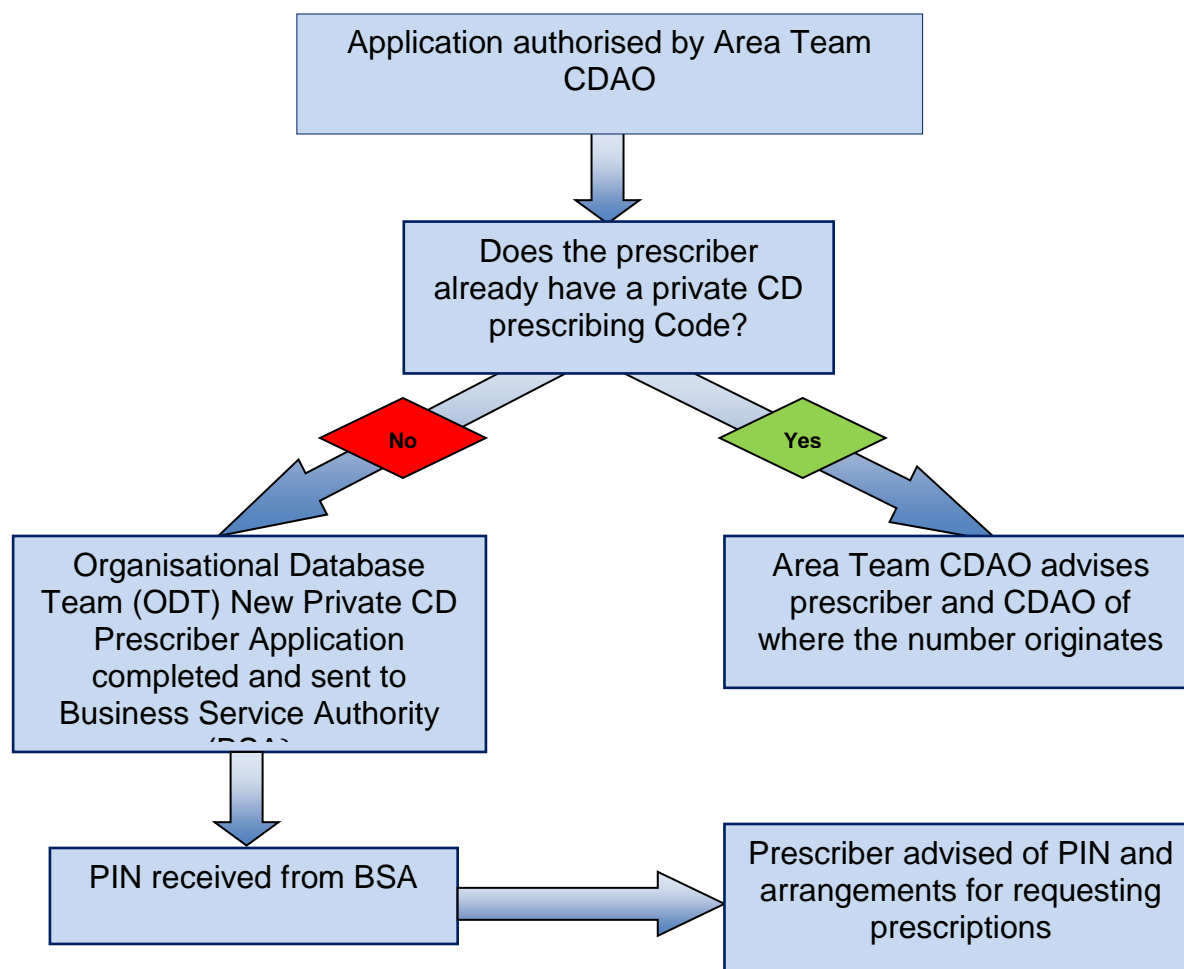 Application authorised by Area Team
CDAO
Does the prescriber
already have a private CD
prescribing Code?
No
Yes
Organisational Database
Team (ODT) New Private CD
Prescriber Application
completed and sent to
Business Service Authority
Area Team CDAO advises
prescriber and CDAO of
where the number originates
PIN received from BSA
Prescriber advised of PIN and
arrangements for requesting
prescriptions